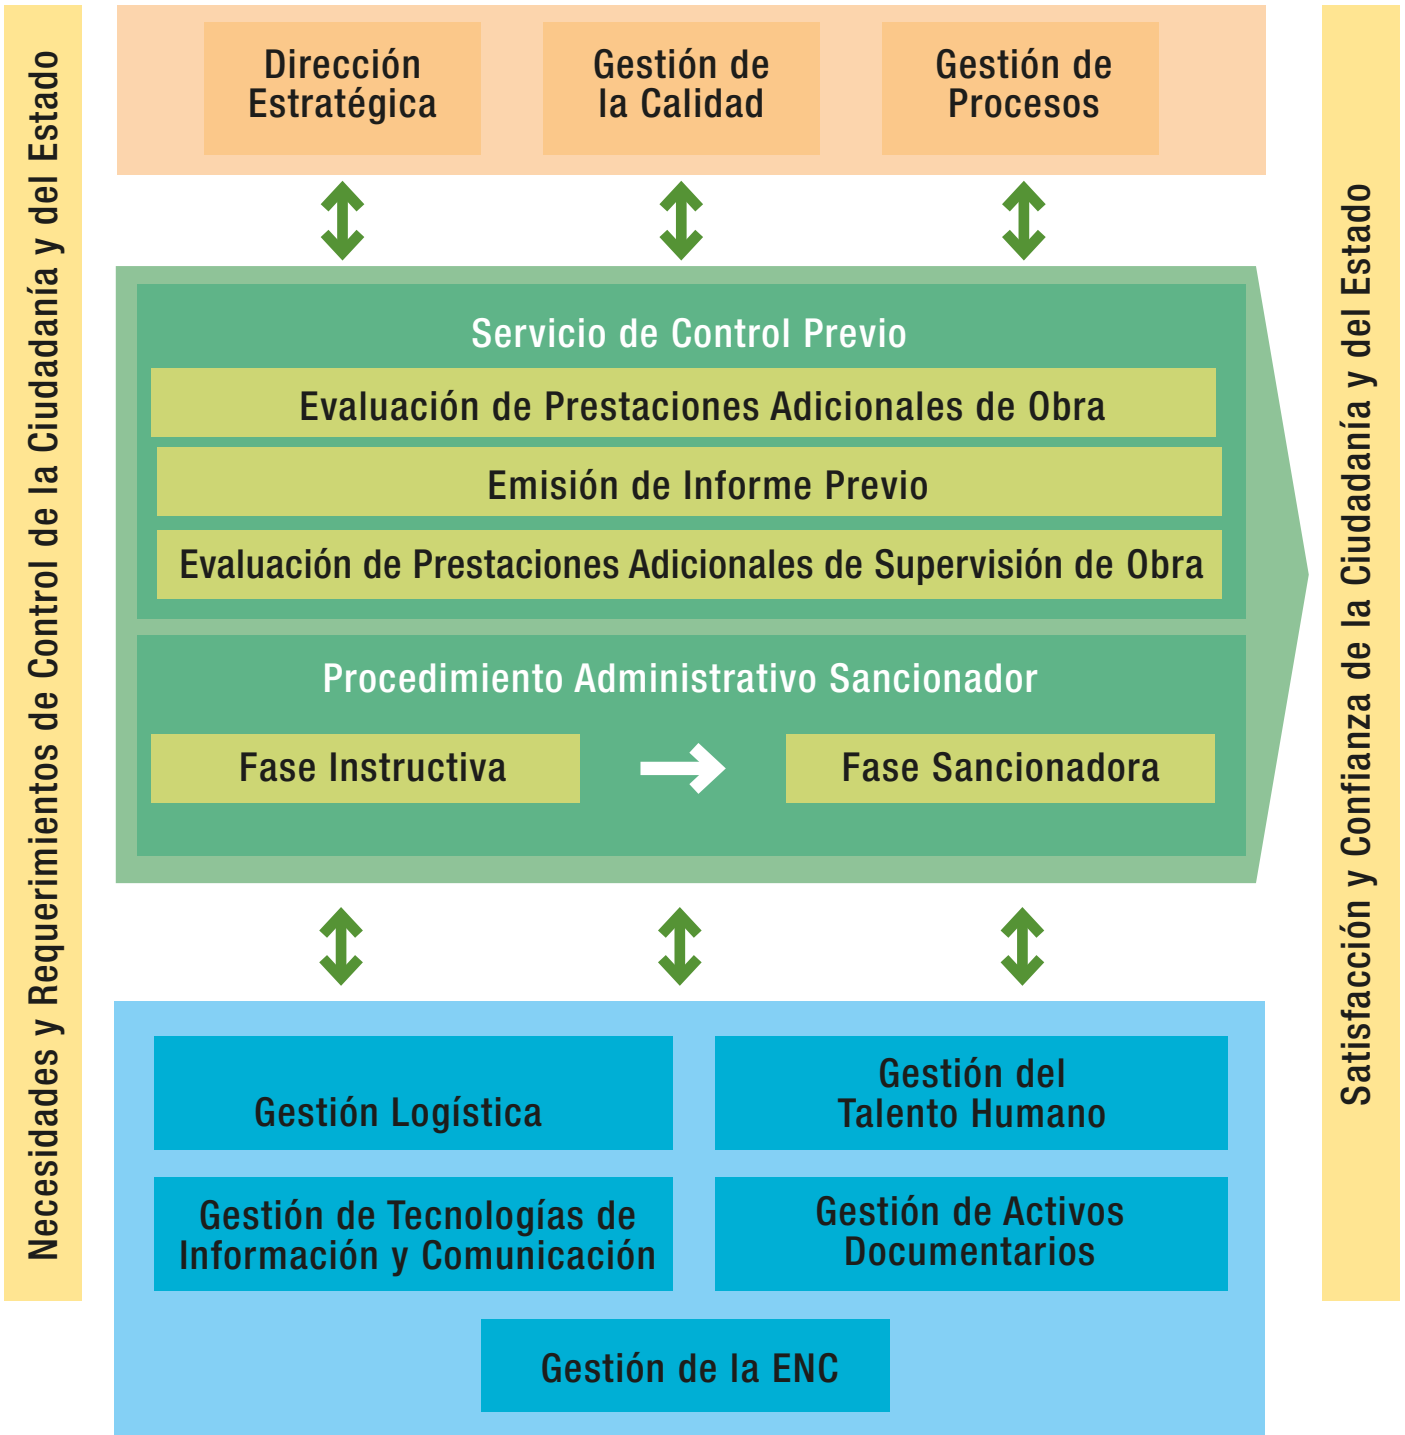 Necesidades y Requerimientos de Control de la Ciudadanía y del Estado
Dirección
Estratégica
Gestión de
la Calidad
Gestión de
Procesos
Servicio de Control Previo
Evaluación de Prestaciones Adicionales de Obra
Emisión de Informe Previo
Evaluación de Prestaciones Adicionales de Supervisión de Obra
Procedimiento Administrativo Sancionador
Fase Instructiva
Fase Sancionadora
Gestión Logística
Gestión del
Talento Humano
Gestión de Tecnologías de
Información y Comunicación
Gestión de Activos
Documentarios
Gestión de la ENC
Satisfacción y Confianza de la Ciudadanía y del Estado